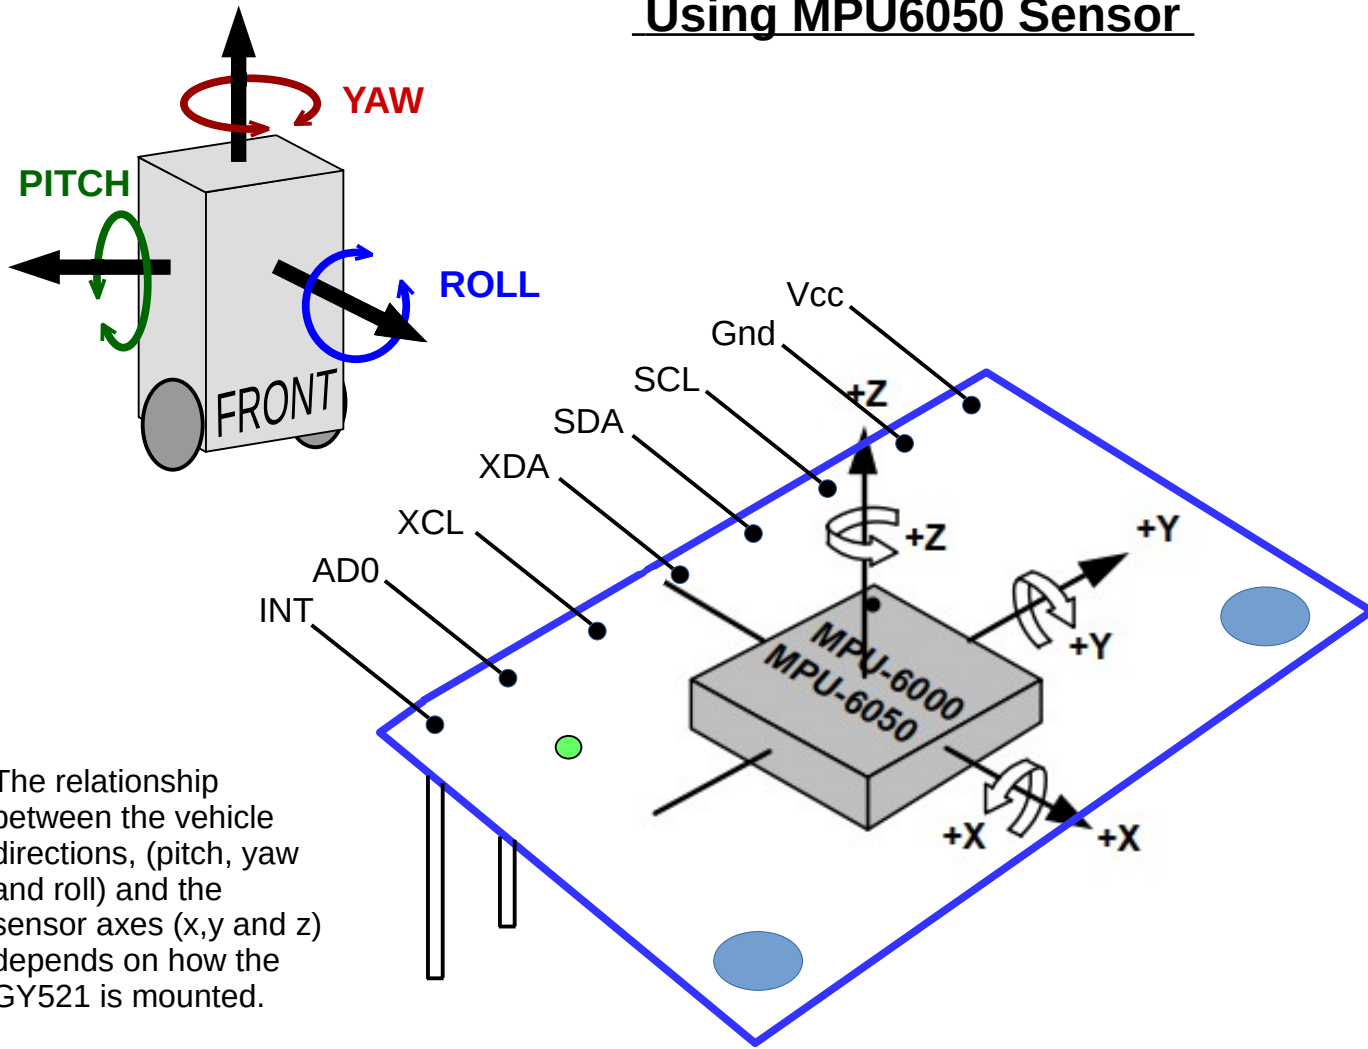 Using MPU6050 Sensor
YAW
PITCH
ROLL
FRONT
Vcc
Gnd
SCL
SDA
XDA
XCL
AD0
INT
+Z
+Z
+Y
+Y
MPU-6000
MPU-6050
+X
+X
The relationship
between the vehicle
directions, (pitch, yaw
and roll) and the
sensor axes (x,y and z)
depends on how the
GY521 is mounted.